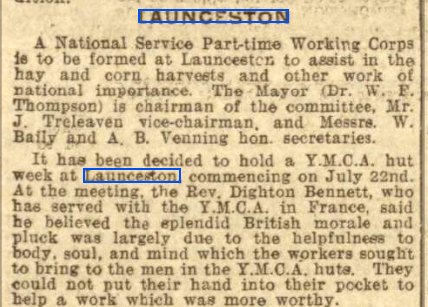 LAUNCESTON
A National Service Part-time Working Corps
is to be formed at Launceston to assist in the
hay and corn harvests and other work of
national importance. The Mayor (Dr. W. F.
Thompson) is chairman of the committee, Mr.
J. Treleaven vice-chairman, and Messrs. W.
Baily and A. B. Venning hon. secretaries.
It has been decided to hold a Y.M.C.A. hut
week at Launceston commencing on July 22nd.
At the meeting, the Rev. Dighton Bennett, who
has served with the Y.M.C.A. in France, said
he believed the splendid British morale and
pluck was largely due to the helpfulness to
body, soul, and mind which the workers sought
to bring to the men in the Y.M.C.A. huts. They
could not put their hand into their pocket to
help a work which was more worthy.